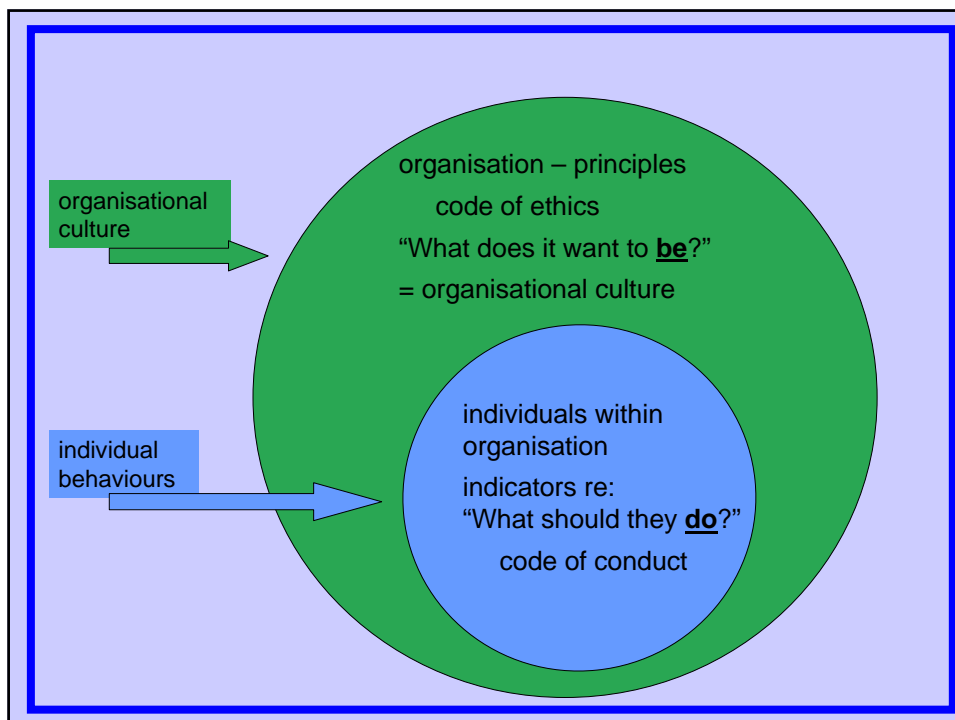 organisational
culture
organisation – principles
code of ethics
“What does it want to be?”
= organisational culture
individual
behaviours
individuals within
organisation
indicators re:
“What should they do?”
code of conduct